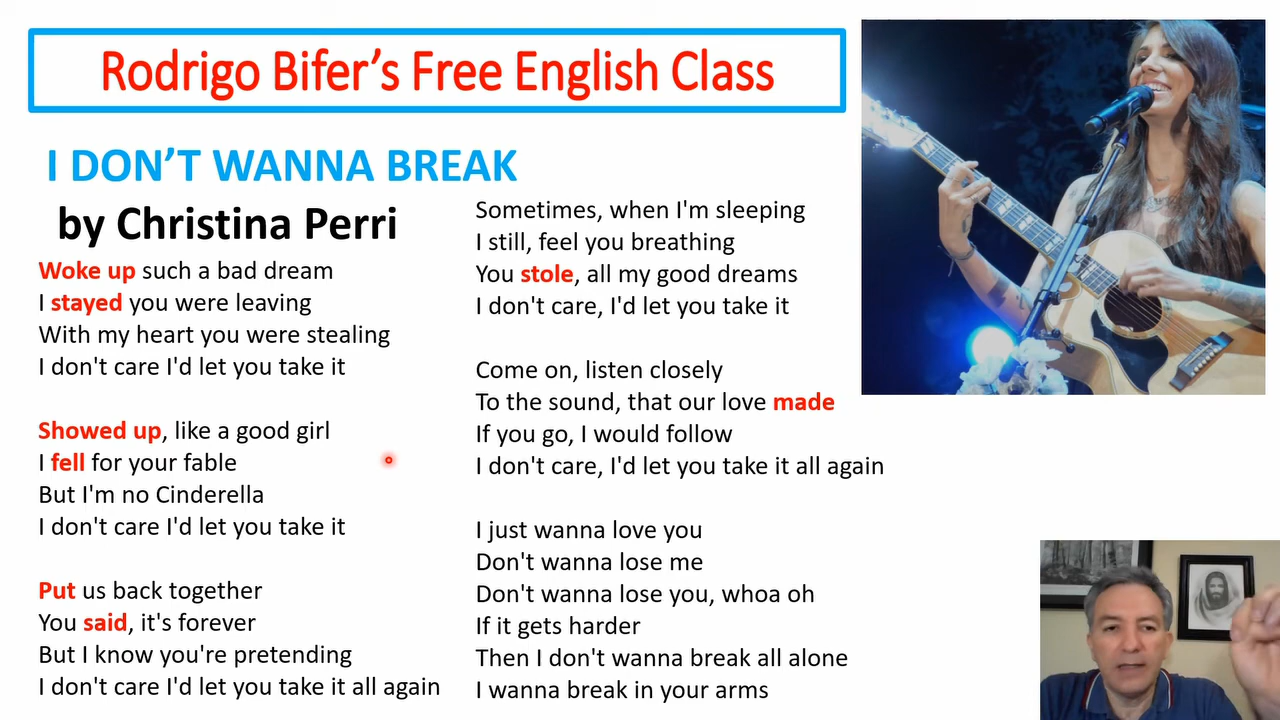 Rodrigo Bifer’s Free English Class
I DON’T WANNA BREAK
by Christina Perri
Woke up such a bad dream
I stayed you were leaving
With my heart you were stealing
I don't care I'd let you take it
Showed up, like a good girl
I fell for your fable
But I'm no Cinderella
I don't care I'd let you take it
Put us back together
You said, it's forever
But I know you're pretending
I don't care I'd let you take it all again
Sometimes, when I'm sleeping
I still, feel you breathing
You stole, all my good dreams
I don't care, I'd let you take it
Come on, listen closely
To the sound, that our love made
If you go, I would follow
I don't care, I'd let you take it all again
I just wanna love you
Don't wanna lose me
Don't wanna lose you, whoa oh
If it gets harder
Then I don't wanna break all alone
I wanna break in your arms